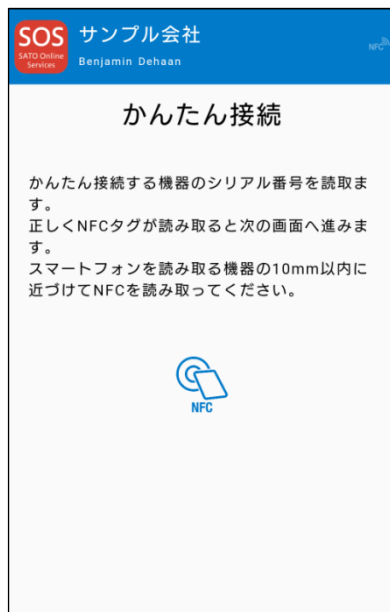 SOS
SATO Online
Services
サンプル会社
Benjamin Dehaan
NFC
かんたん接続
かんたん接続する機器のシリアル番号を読取ま
す。
正しくNFCタグが読み取ると次の画面へ進みま
す。
スマートフォンを読み取る機器の10mm以内に
近づけてNFCを読み取ってください。
NFC